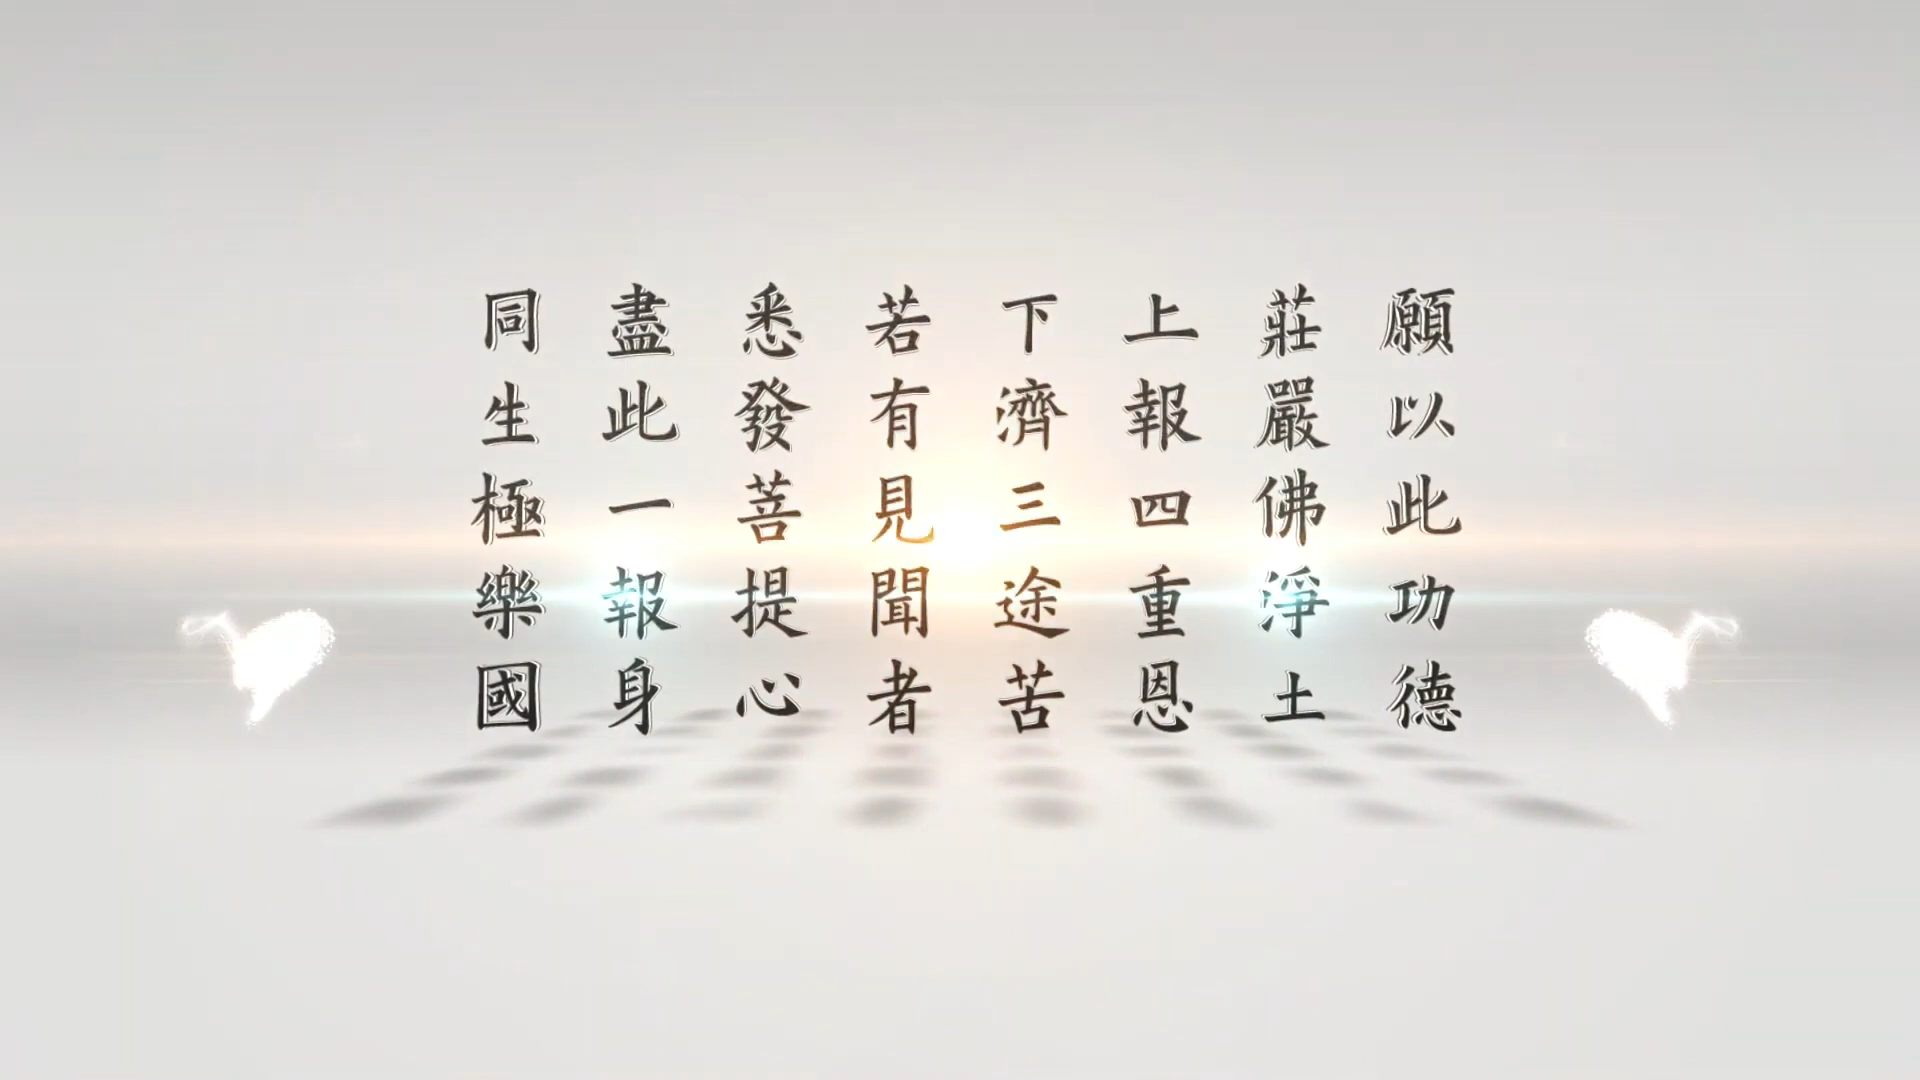 願以此功德
莊嚴佛淨土
上報四重恩
下濟三途苦
若有見聞者
悉發菩提心
盡此一報身
同生極樂國